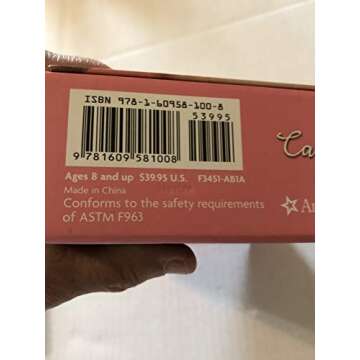 ISBN 978-1-60958-100-8
53995
9 781609 581008
Ages 8 and up $39.95 U.S. F3451-AB1A
Made in China
Conforms to the safety requirements
of ASTM F963
Ca
☆ A